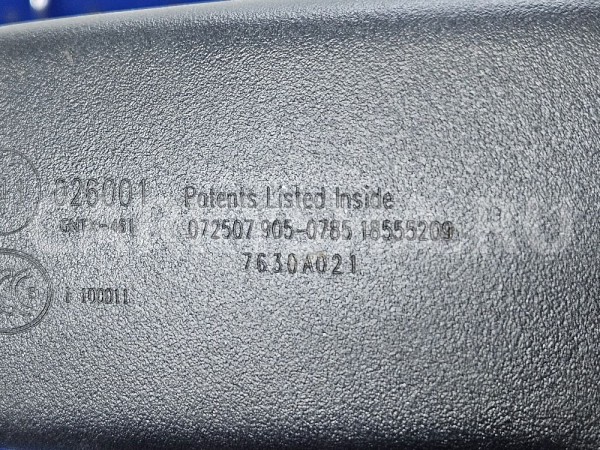 026001 Patents Listed Inside
072507 905-0785 18555209
7630A021
100011